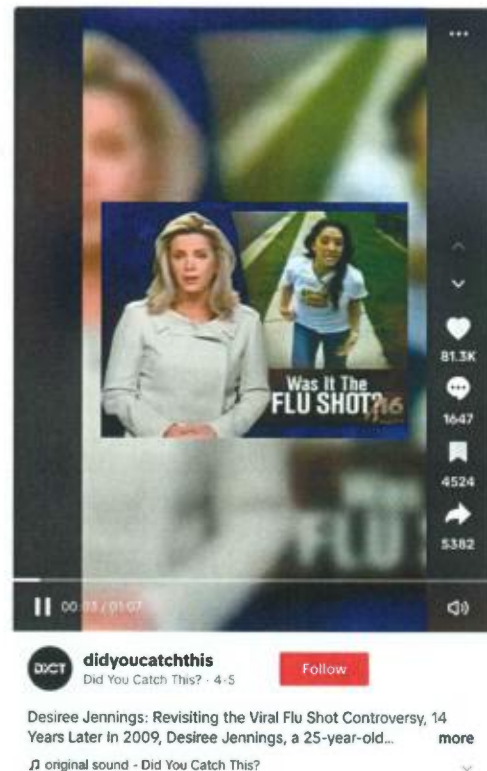 Was It The
FLU SHOT?
81.3K
1647
4524
5382
FLU
00:03 / 01:07
DYCT
didyoucatchthis
Follow
Did You Catch This? · 4-5
Desiree Jennings: Revisiting the Viral Flu Shot Controversy, 14
Years Later In 2009, Desiree Jennings, a 25-year-old... more
original sound - Did You Catch This?